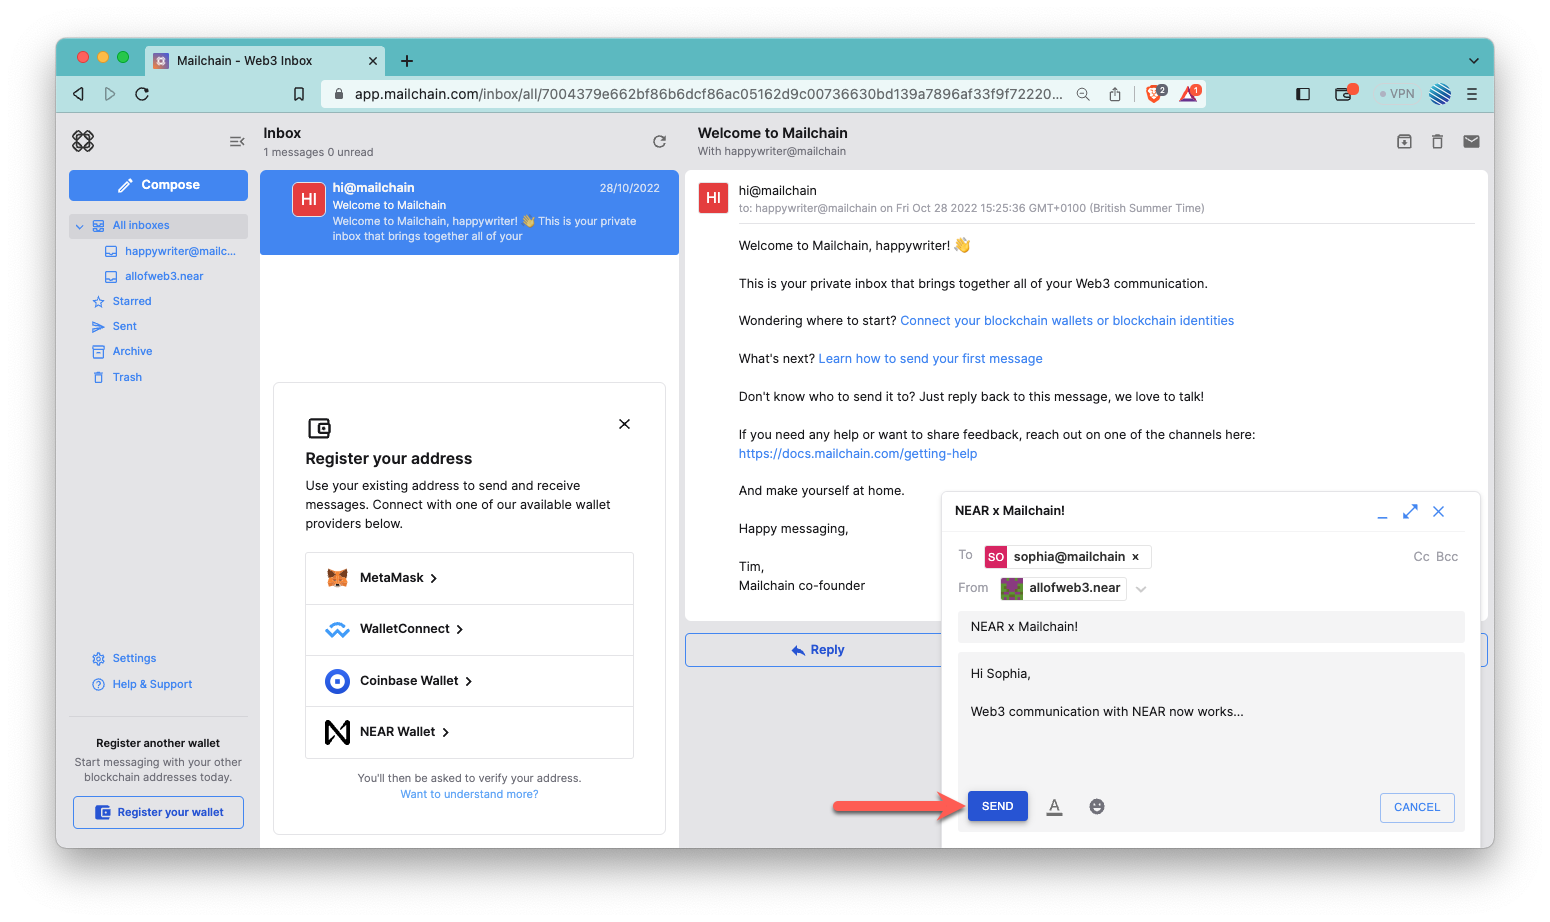 Mailchain - Web3 Inbox
app.mailchain.com/inbox/all/7004379e662bf86b6dcf86ac05162d9c00736630bd139a7896af33f9f72220...
2
1
VPN
Compose
All inboxes
happywriter@mailc...
allofweb3.near
Starred
Sent
Archive
Trash
Settings
Help & Support
Register another wallet
Start messaging with your other
blockchain addresses today.
Register your wallet
Inbox
1 messages 0 unread
HI
hi@mailchain
28/10/2022
Welcome to Mailchain
Welcome to Mailchain, happywriter! 👋 This is your private
inbox that brings together all of your
Register your address
Use your existing address to send and receive
messages. Connect with one of our available wallet
providers below.
MetaMask
WalletConnect
Coinbase Wallet
NEAR Wallet
You'll then be asked to verify your address.
Want to understand more?
Welcome to Mailchain
With happywriter@mailchain
HI
hi@mailchain
to: happywriter@mailchain on Fri Oct 28 2022 15:25:36 GMT+0100 (British Summer Time)
Welcome to Mailchain, happywriter! 👋
This is your private inbox that brings together all of your Web3 communication.
Wondering where to start? Connect your blockchain wallets or blockchain identities
What's next? Learn how to send your first message
Don't know who to send it to? Just reply back to this message, we love to talk!
If you need any help or want to share feedback, reach out on one of the channels here:
https://docs.mailchain.com/getting-help
And make yourself at home.
Happy messaging,
Tim,
Mailchain co-founder
Reply
NEAR x Mailchain!
To
SO
sophia@mailchain
Cc Bcc
From
allofweb3.near
NEAR x Mailchain!
Hi Sophia,
Web3 communication with NEAR now works...
SEND
A
CANCEL